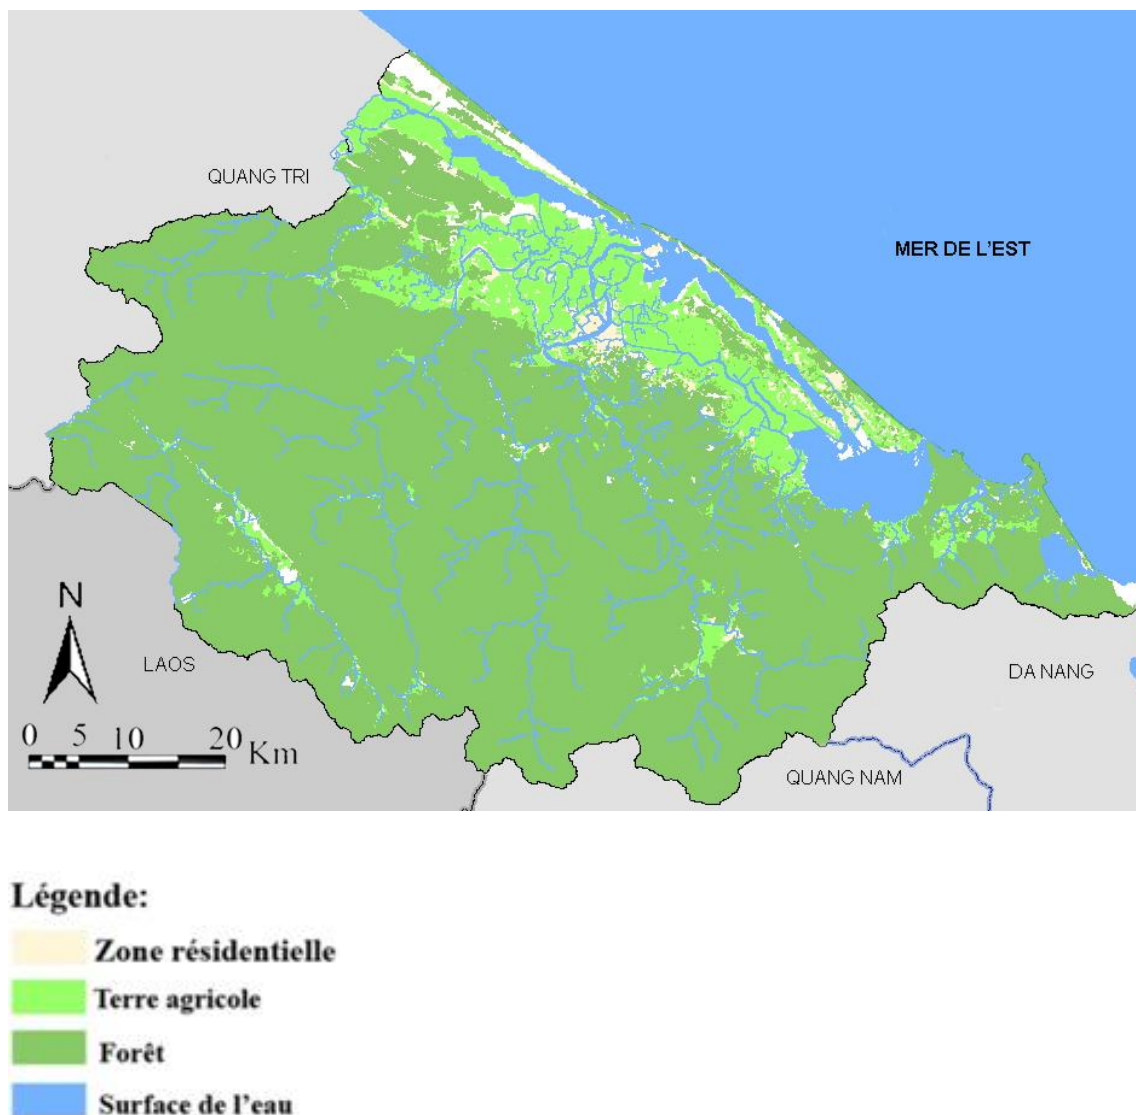 QUANG TRI
MER DE L'EST
N
LAOS
DA NANG
0 5 10 20 Km
QUANG NAM
Légende:
Zone résidentielle
Terre agricole
Forêt
Surface de l'eau